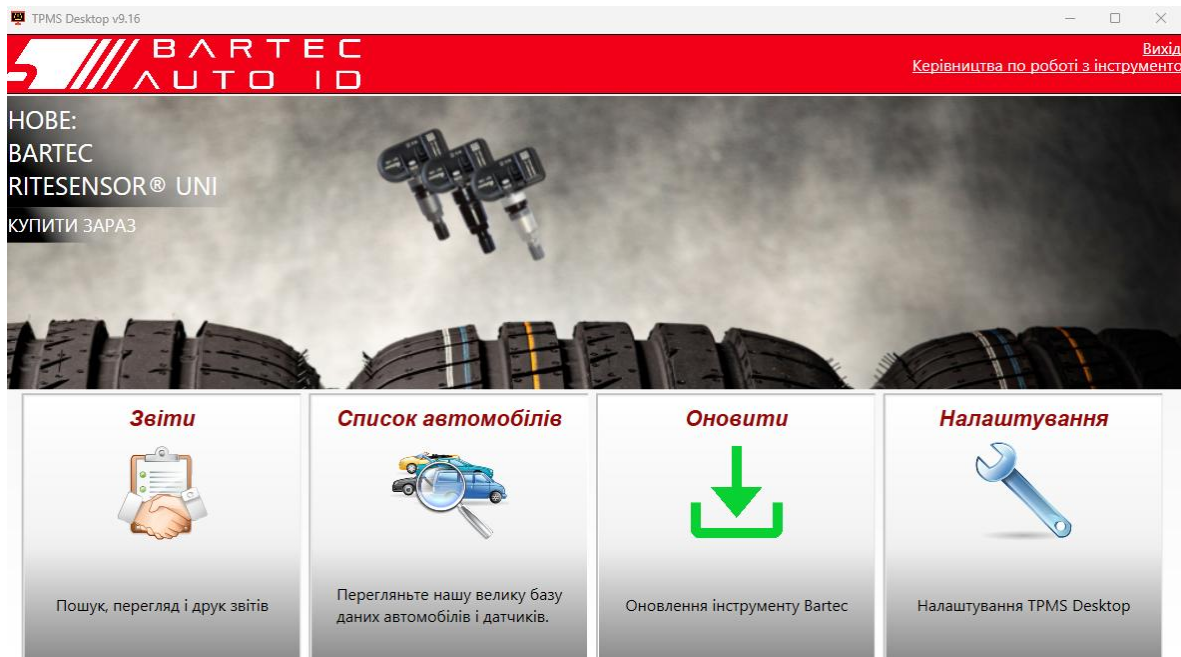 TPMS Desktop v9.16
BARTEC
AUTO ID
Вихід
Керівництва по роботі з інструменто
НОВЕ:
BARTEC
RITESENSOR® UNI
КУПИТИ ЗАРАЗ
Звіти
Пошук, перегляд і друк звітів
Список автомобілів
Перегляньте нашу велику базу
даних автомобілів і датчиків.
Оновити
Оновлення інструменту Bartec
Налаштування
Налаштування TPMS Desktop